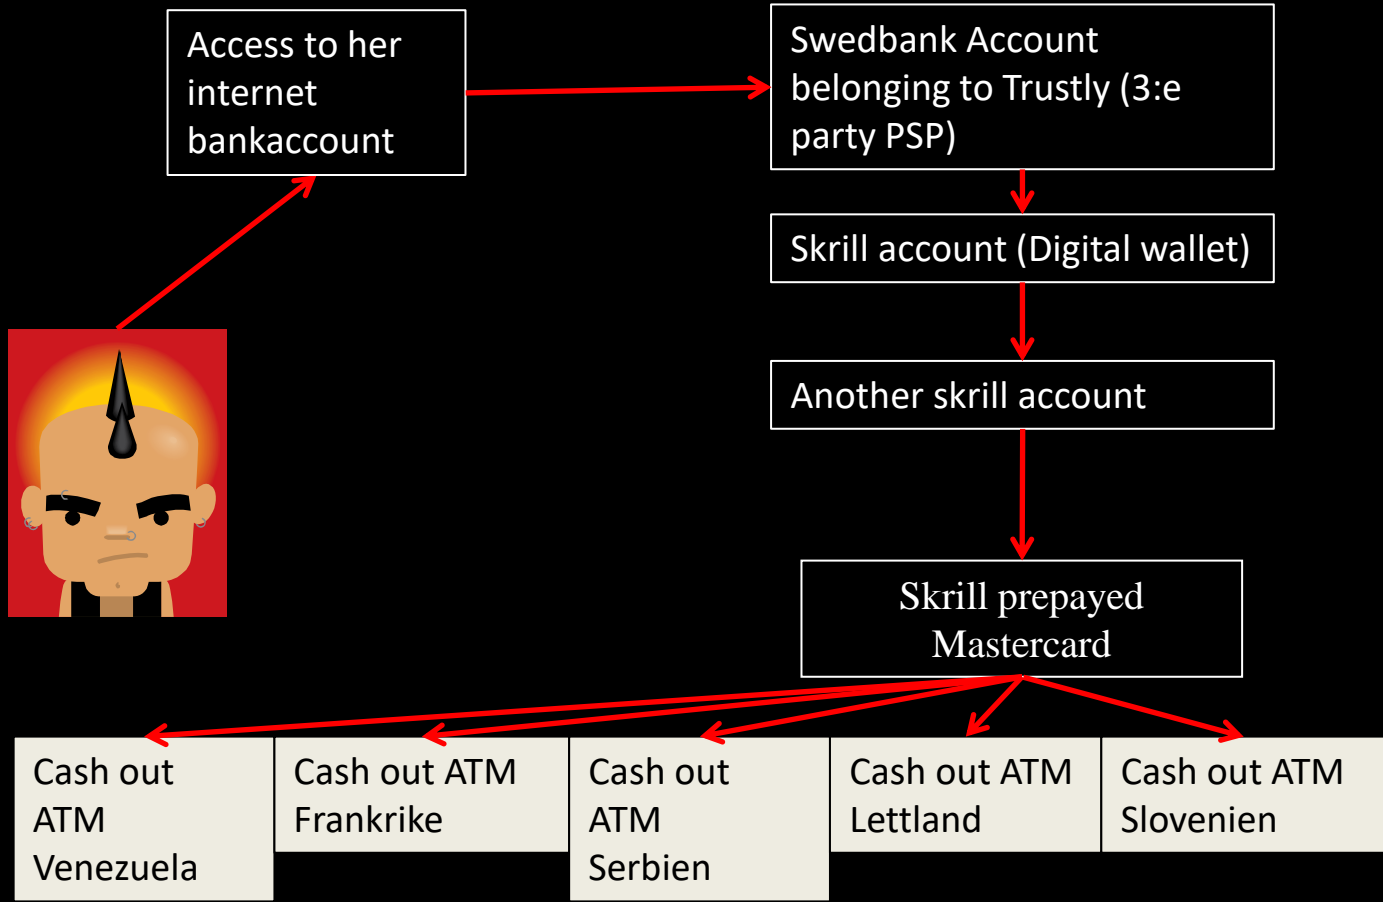 Access to her
internet
bankaccount
Swedbank Account
belonging to Trustly (3:e
party PSP)
Skrill account (Digital wallet)
Another skrill account
Skrill prepayed
Mastercard
Cash out
ATM
Venezuela
Cash out ATM
Frankrike
Cash out
ATM
Serbien
Cash out ATM
Lettland
Cash out ATM
Slovenien